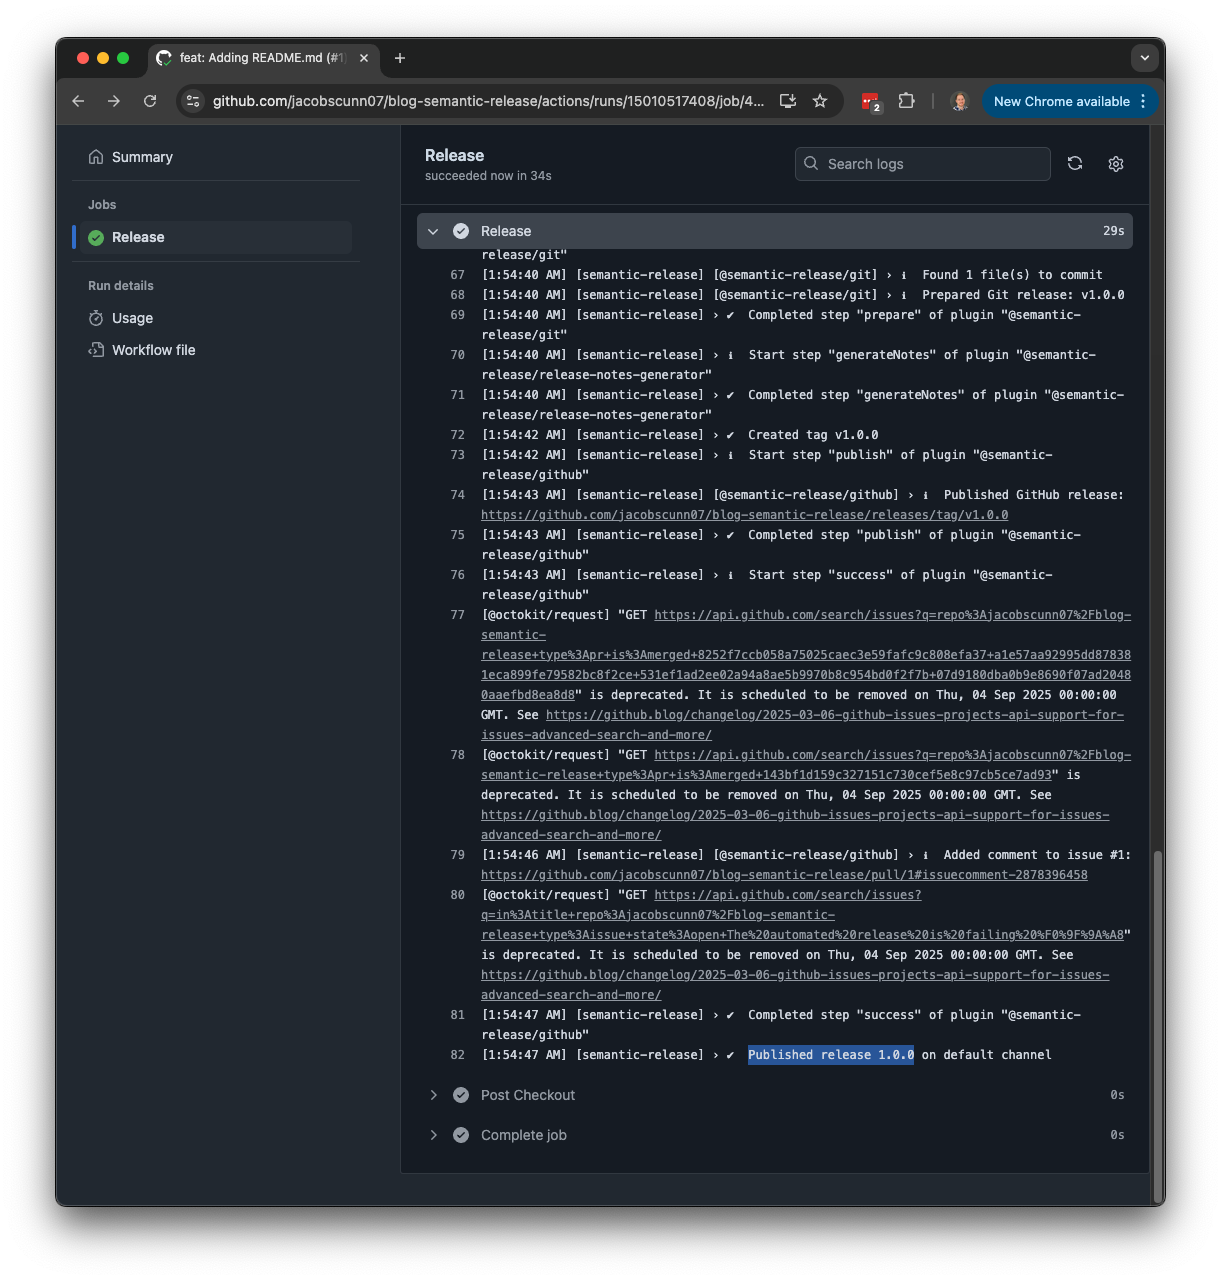 feat: Adding README.md (#1)
github.com/jacobscunn07/blog-semantic-release/actions/runs/15010517408/job/4...
2
New Chrome available
Summary
Jobs
Release
Run details
Usage
Workflow file
Release
succeeded now in 34s
Search logs
Release
29s
release/git"
67 [1:54:40 AM] [semantic-release] [@semantic-release/git] › ℹ Found 1 file(s) to commit
68 [1:54:40 AM] [semantic-release] [@semantic-release/git] › ℹ Prepared Git release: v1.0.0
69 [1:54:40 AM] [semantic-release] › ✔ Completed step "prepare" of plugin "@semantic-
release/git"
70 [1:54:40 AM] [semantic-release] › ℹ Start step "generateNotes" of plugin "@semantic-
release/release-notes-generator"
71 [1:54:40 AM] [semantic-release] › ✔ Completed step "generateNotes" of plugin "@semantic-
release/release-notes-generator"
72 [1:54:42 AM] [semantic-release] › ✔ Created tag v1.0.0
73 [1:54:42 AM] [semantic-release] › ℹ Start step "publish" of plugin "@semantic-
release/github"
74 [1:54:43 AM] [semantic-release] [@semantic-release/github] › ℹ Published GitHub release:
https://github.com/jacobscunn07/blog-semantic-release/releases/tag/v1.0.0
75 [1:54:43 AM] [semantic-release] › ✔ Completed step "publish" of plugin "@semantic-
release/github"
76 [1:54:43 AM] [semantic-release] › ℹ Start step "success" of plugin "@semantic-
release/github"
77 [@octokit/request] "GET https://api.github.com/search/issues?q=repo%3Ajacobscunn07%2Fblog-
semantic-
release+type%3Apr+is%3Amerged+8252f7ccb058a75025caec3e59fafc9c808efa37+a1e57aa92995dd87838
1eca899fe79582bc8f2ce+531ef1ad2ee02a94a8ae5b9970b8c954bd0f2f7b+07d9180dba0b9e8690f07ad2048
0aaefbd8ea8d8" is deprecated. It is scheduled to be removed on Thu, 04 Sep 2025 00:00:00
GMT. See https://github.blog/changelog/2025-03-06-github-issues-projects-api-support-for-
issues-advanced-search-and-more/
78 [@octokit/request] "GET https://api.github.com/search/issues?q=repo%3Ajacobscunn07%2Fblog-
semantic-release+type%3Apr+is%3Amerged+143bf1d159c327151c730cef5e8c97cb5ce7ad93" is
deprecated. It is scheduled to be removed on Thu, 04 Sep 2025 00:00:00 GMT. See
https://github.blog/changelog/2025-03-06-github-issues-projects-api-support-for-issues-
advanced-search-and-more/
79 [1:54:46 AM] [semantic-release] [@semantic-release/github] › ℹ Added comment to issue #1:
https://github.com/jacobscunn07/blog-semantic-release/pull/1#issuecomment-2878396458
80 [@octokit/request] "GET https://api.github.com/search/issues?
q=in%3Atitle+repo%3Ajacobscunn07%2Fblog-semantic-
release+type%3Aissue+state%3Aopen+The%20automated%20release%20is%20failing%20%F0%9F%9A%A8"
is deprecated. It is scheduled to be removed on Thu, 04 Sep 2025 00:00:00 GMT. See
https://github.blog/changelog/2025-03-06-github-issues-projects-api-support-for-issues-
advanced-search-and-more/
81 [1:54:47 AM] [semantic-release] › ✔ Completed step "success" of plugin "@semantic-
release/github"
82 [1:54:47 AM] [semantic-release] › ✔ Published release 1.0.0 on default channel
Post Checkout
0s
Complete job
0s